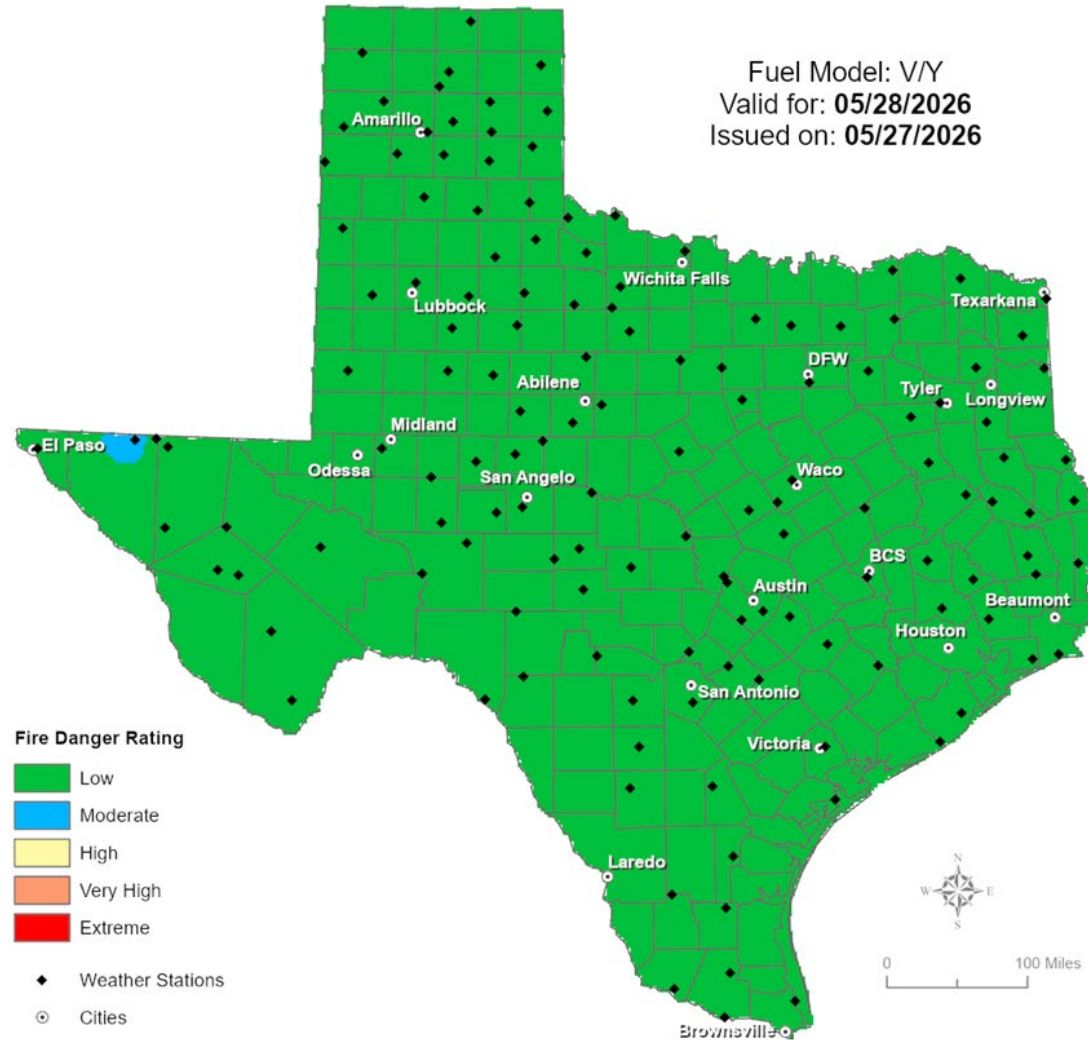 Fuel Model: V/Y
Valid for: 05/28/2026
Issued on: 05/27/2026
Amarillo
Wichita Falls
Lubbock
Texarkana
DFW
Abilene
Tyler
Longview
Midland
El Paso
Odessa
San Angelo
Waco
BCS
Austin
Beaumont
Houston
San Antonio
Victoria
Laredo
Brownsville
Fire Danger Rating
Low
Moderate
High
Very High
Extreme
Weather Stations
Cities
N
W E
S
0 100 Miles